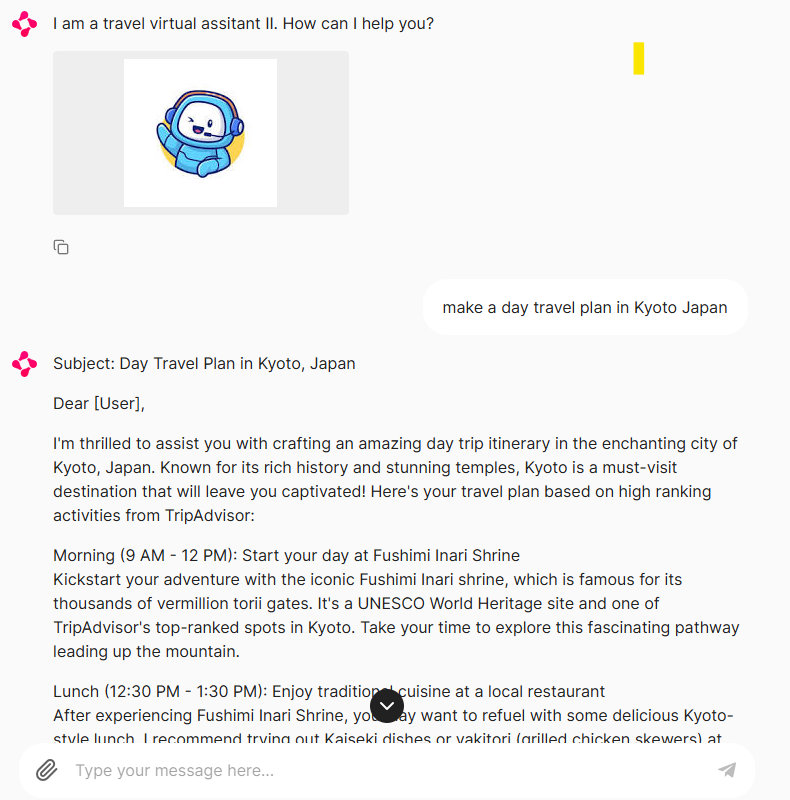 I am a travel virtual assitant II. How can I help you?
make a day travel plan in Kyoto Japan
Subject: Day Travel Plan in Kyoto, Japan
Dear [User],
I'm thrilled to assist you with crafting an amazing day trip itinerary in the enchanting city of
Kyoto, Japan. Known for its rich history and stunning temples, Kyoto is a must-visit
destination that will leave you captivated! Here's your travel plan based on high ranking
activities from TripAdvisor:
Morning (9 AM - 12 PM): Start your day at Fushimi Inari Shrine
Kickstart your adventure with the iconic Fushimi Inari shrine, which is famous for its
thousands of vermillion torii gates. It's a UNESCO World Heritage site and one of
TripAdvisor's top-ranked spots in Kyoto. Take your time to explore this fascinating pathway
leading up the mountain.
Lunch (12:30 PM - 1:30 PM): Enjoy traditional cuisine at a local restaurant
After experiencing Fushimi Inari Shrine, you may want to refuel with some delicious Kyoto-
style lunch. I recommend trying out Kaiseki dishes or yakitori (grilled chicken skewers) at
Type your message here...